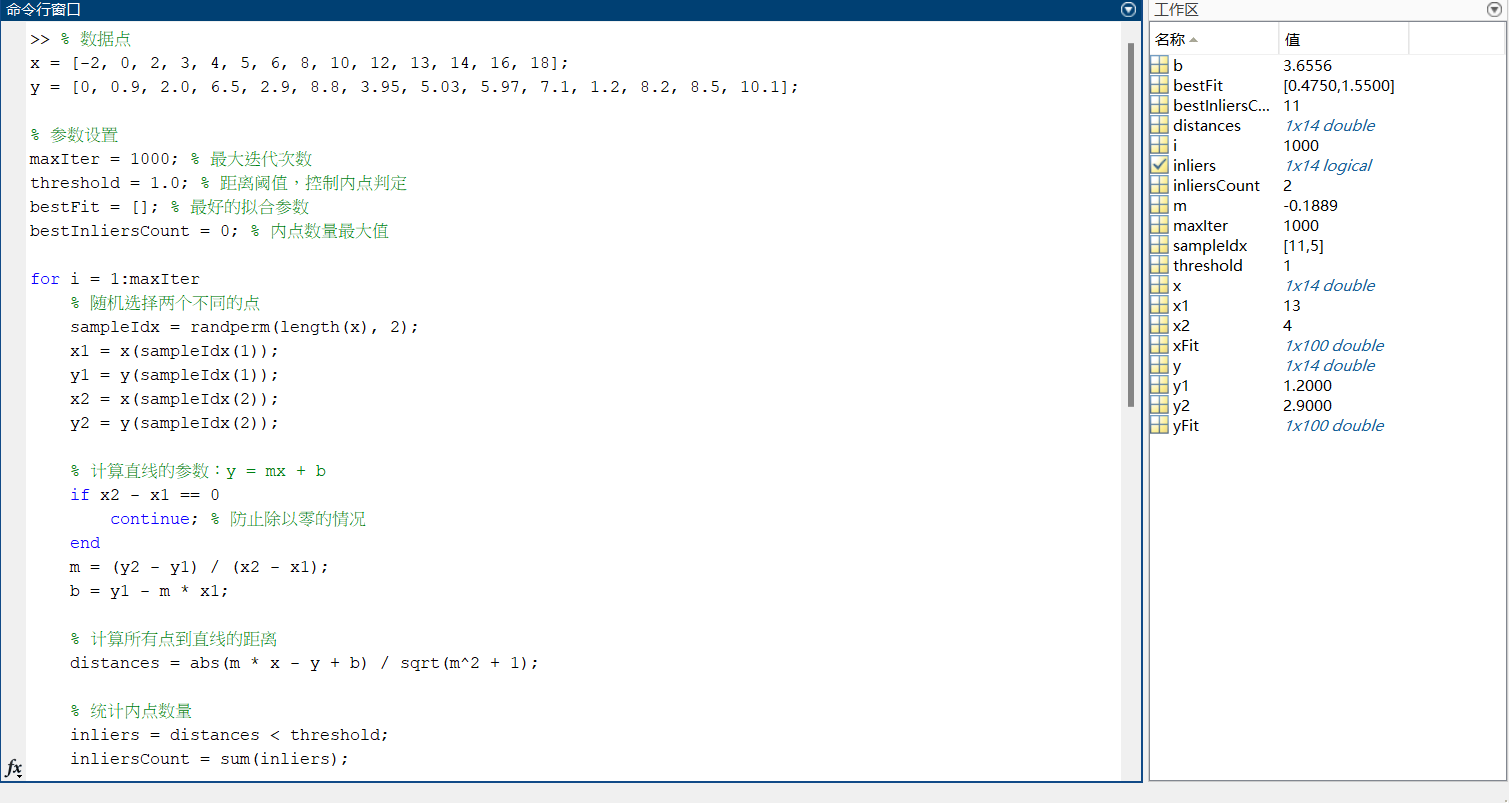 命令行窗口
>> % 数据点
x = [-2, 0, 2, 3, 4, 5, 6, 8, 10, 12, 13, 14, 16, 18];
y = [0, 0.9, 2.0, 6.5, 2.9, 8.8, 3.95, 5.03, 5.97, 7.1, 1.2, 8.2, 8.5, 10.1];
% 参数设置
maxIter = 1000; % 最大迭代次数
threshold = 1.0; % 距离阈值，控制内点判定
bestFit = []; % 最好的拟合参数
bestInliersCount = 0; % 内点数量最大值
for i = 1:maxIter
    % 随机选择两个不同的点
    sampleIdx = randperm(length(x), 2);
    x1 = x(sampleIdx(1));
    y1 = y(sampleIdx(1));
    x2 = x(sampleIdx(2));
    y2 = y(sampleIdx(2));
    % 计算直线的参数：y = mx + b
    if x2 - x1 == 0
        continue; % 防止除以零的情况
    end
    m = (y2 - y1) / (x2 - x1);
    b = y1 - m * x1;
    % 计算所有点到直线的距离
    distances = abs(m * x - y + b) / sqrt(m^2 + 1);
    % 统计内点数量
    inliers = distances < threshold;
    inliersCount = sum(inliers);
fx
工作区
名称 值
b 3.6556
bestFit [0.4750,1.5500]
bestInliersC... 11
distances 1x14 double
i 1000
inliers 1x14 logical
inliersCount 2
m -0.1889
maxIter 1000
sampleIdx [11,5]
threshold 1
x 1x14 double
x1 13
x2 4
xFit 1x100 double
y 1x14 double
y1 1.2000
y2 2.9000
yFit 1x100 double